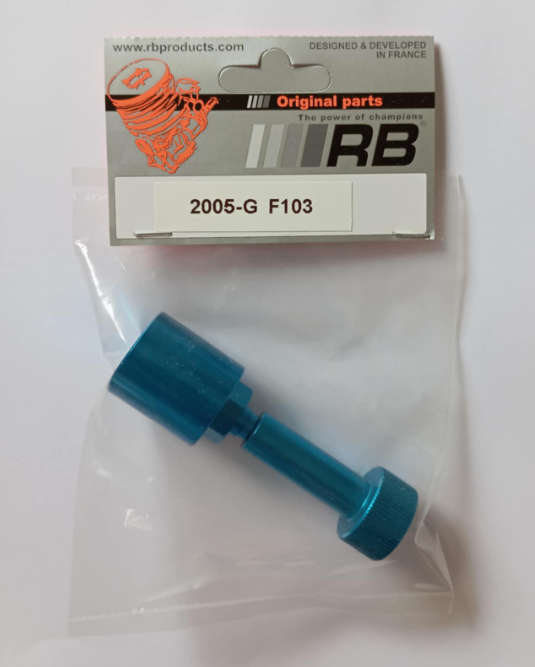 www.rbproducts.com
DESIGNED & DEVELOPED
IN FRANCE
Original parts
The power of champions
RB®
2005-G F103